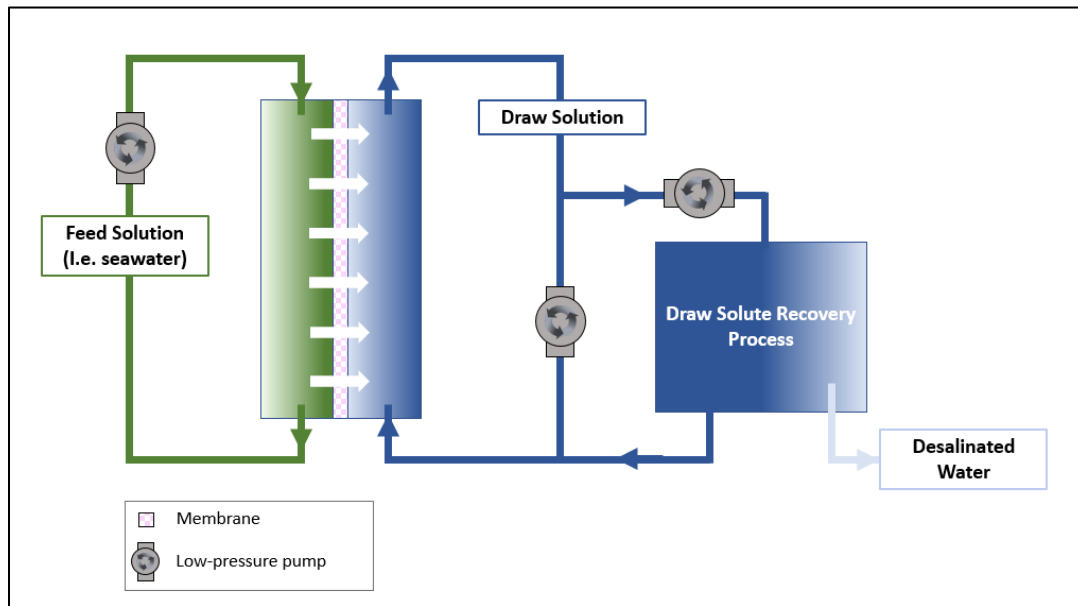 Draw Solution
Feed Solution
(I.e. seawater)
Draw Solute Recovery
Process
Desalinated
Water
Membrane
Low-pressure pump